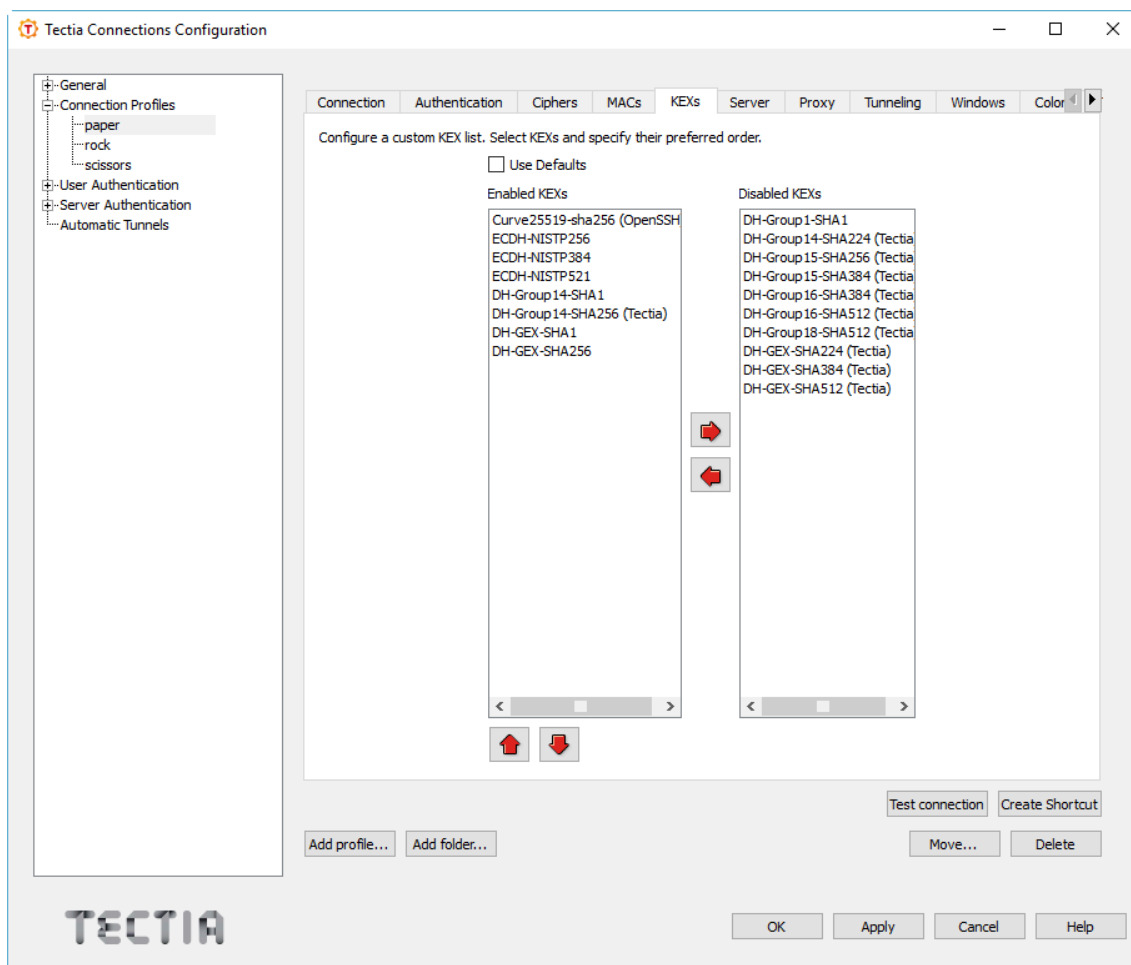 Tectia Connections Configuration
General
Connection Profiles
paper
rock
scissors
User Authentication
Server Authentication
Automatic Tunnels
Connection Authentication Ciphers MACs KEXs Server Proxy Tunneling Windows Color
Configure a custom KEX list. Select KEXs and specify their preferred order.
Use Defaults
Enabled KEXs
Curve25519-sha256 (OpenSSH
ECDH-NISTP256
ECDH-NISTP384
ECDH-NISTP521
DH-Group14-SHA1
DH-Group14-SHA256 (Tectia)
DH-GEX-SHA1
DH-GEX-SHA256
Disabled KEXs
DH-Group1-SHA1
DH-Group14-SHA224 (Tectia
DH-Group15-SHA256 (Tectia
DH-Group15-SHA384 (Tectia
DH-Group16-SHA384 (Tectia
DH-Group16-SHA512 (Tectia
DH-Group18-SHA512 (Tectia
DH-GEX-SHA224 (Tectia)
DH-GEX-SHA384 (Tectia)
DH-GEX-SHA512 (Tectia)
Test connection Create Shortcut
Add profile... Add folder... Move... Delete
TECTIA
OK Apply Cancel Help